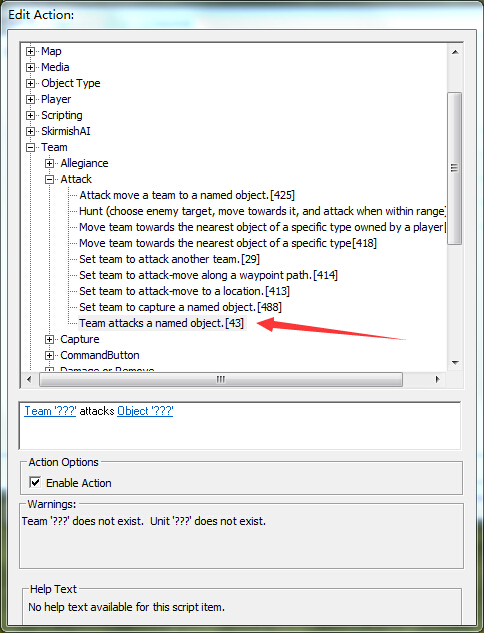 Edit Action:
Map
Media
Object Type
Player
Scripting
SkirmishAI
Team
Allegiance
Attack
Attack move a team to a named object.[425]
Hunt (choose enemy target, move towards it, and attack when within range)
Move team towards the nearest object of a specific type owned by a player[
Move team towards the nearest object of a specific type[418]
Set team to attack another team.[29]
Set team to attack-move along a waypoint path.[414]
Set team to attack-move to a location.[413]
Set team to capture a named object.[488]
Team attacks a named object.[43]
Capture
CommandButton
Damage or Remove
Team '???' attacks Object '???'
Action Options
Enable Action
Warnings:
Team '???' does not exist.  Unit '???' does not exist.
Help Text
No help text available for this script item.